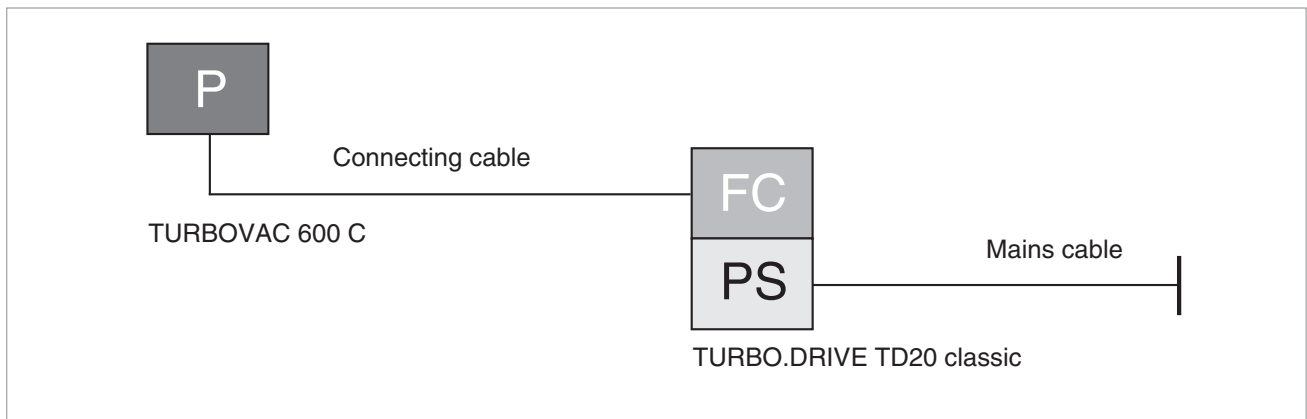 P
Connecting cable
FC
TURBOVAC 600 C
Mains cable
PS
TURBO.DRIVE TD20 classic